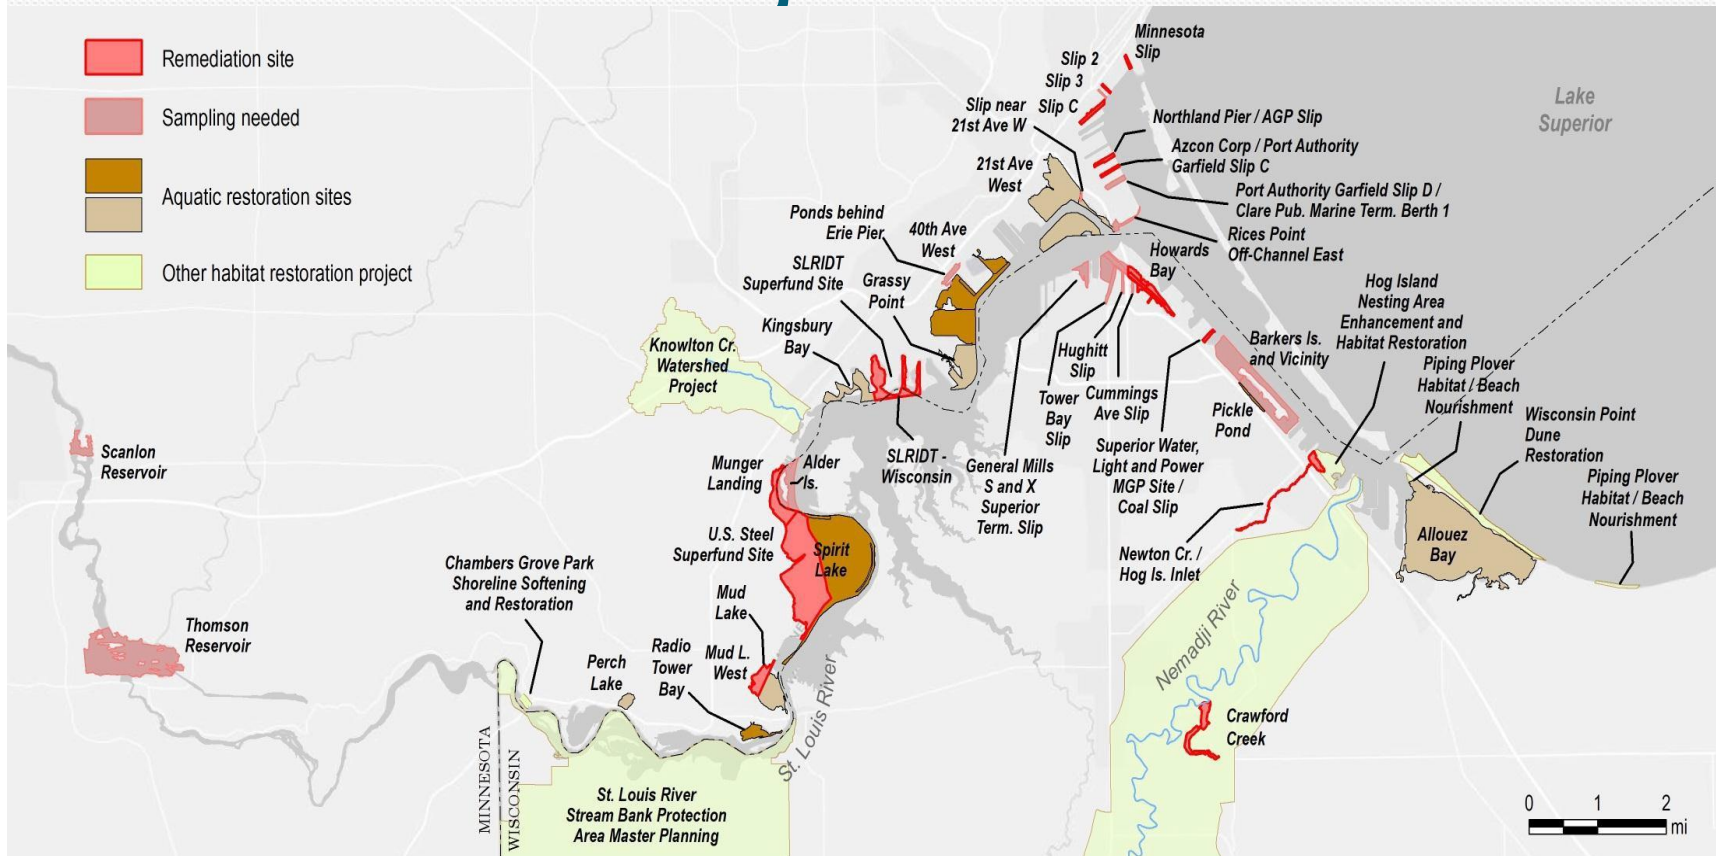 Remediation site
Sampling needed
Aquatic restoration sites
Other habitat restoration project
Minnesota
Slip
Slip 2
Slip 3
Slip C
Slip near
21st Ave W
21st Ave
West
Northland Pier / AGP Slip
Azcon Corp / Port Authority
Garfield Slip C
Port Authority Garfield Slip D /
Clare Pub. Marine Term. Berth 1
Rices Point
Off-Channel East
Lake
Superior
Ponds behind
Erie Pier
40th Ave
West
SLRIDT
Superfund Site
Grassy
Point
Kingsbury
Bay
Knowlton Cr.
Watershed
Project
Howards
Bay
Hog Island
Nesting Area
Enhancement and
Habitat Restoration
Barkers Is.
and Vicinity
Piping Plover
Habitat / Beach
Nourishment
Wisconsin Point
Dune
Restoration
Piping Plover
Habitat / Beach
Nourishment
Hughitt
Slip
Cummings
Ave Slip
Tower
Bay
Slip
Pickle
Pond
Superior Water,
Light and Power
MGP Site /
Coal Slip
General Mills
S and X
Superior
Term. Slip
SLRIDT -
Wisconsin
Scanlon
Reservoir
Munger
Landing
Alder
Is.
U.S. Steel
Superfund Site
Spirit
Lake
Newton Cr. /
Hog Is. Inlet
Allouez
Bay
Chambers Grove Park
Shoreline Softening
and Restoration
Mud
Lake
Mud L.
West
Radio
Tower
Bay
Perch
Lake
Thomson
Reservoir
St. Louis River
Nemadji River
Crawford
Creek
MINNESOTA
WISCONSIN
St. Louis River
Stream Bank Protection
Area Master Planning
0 1 2
mi